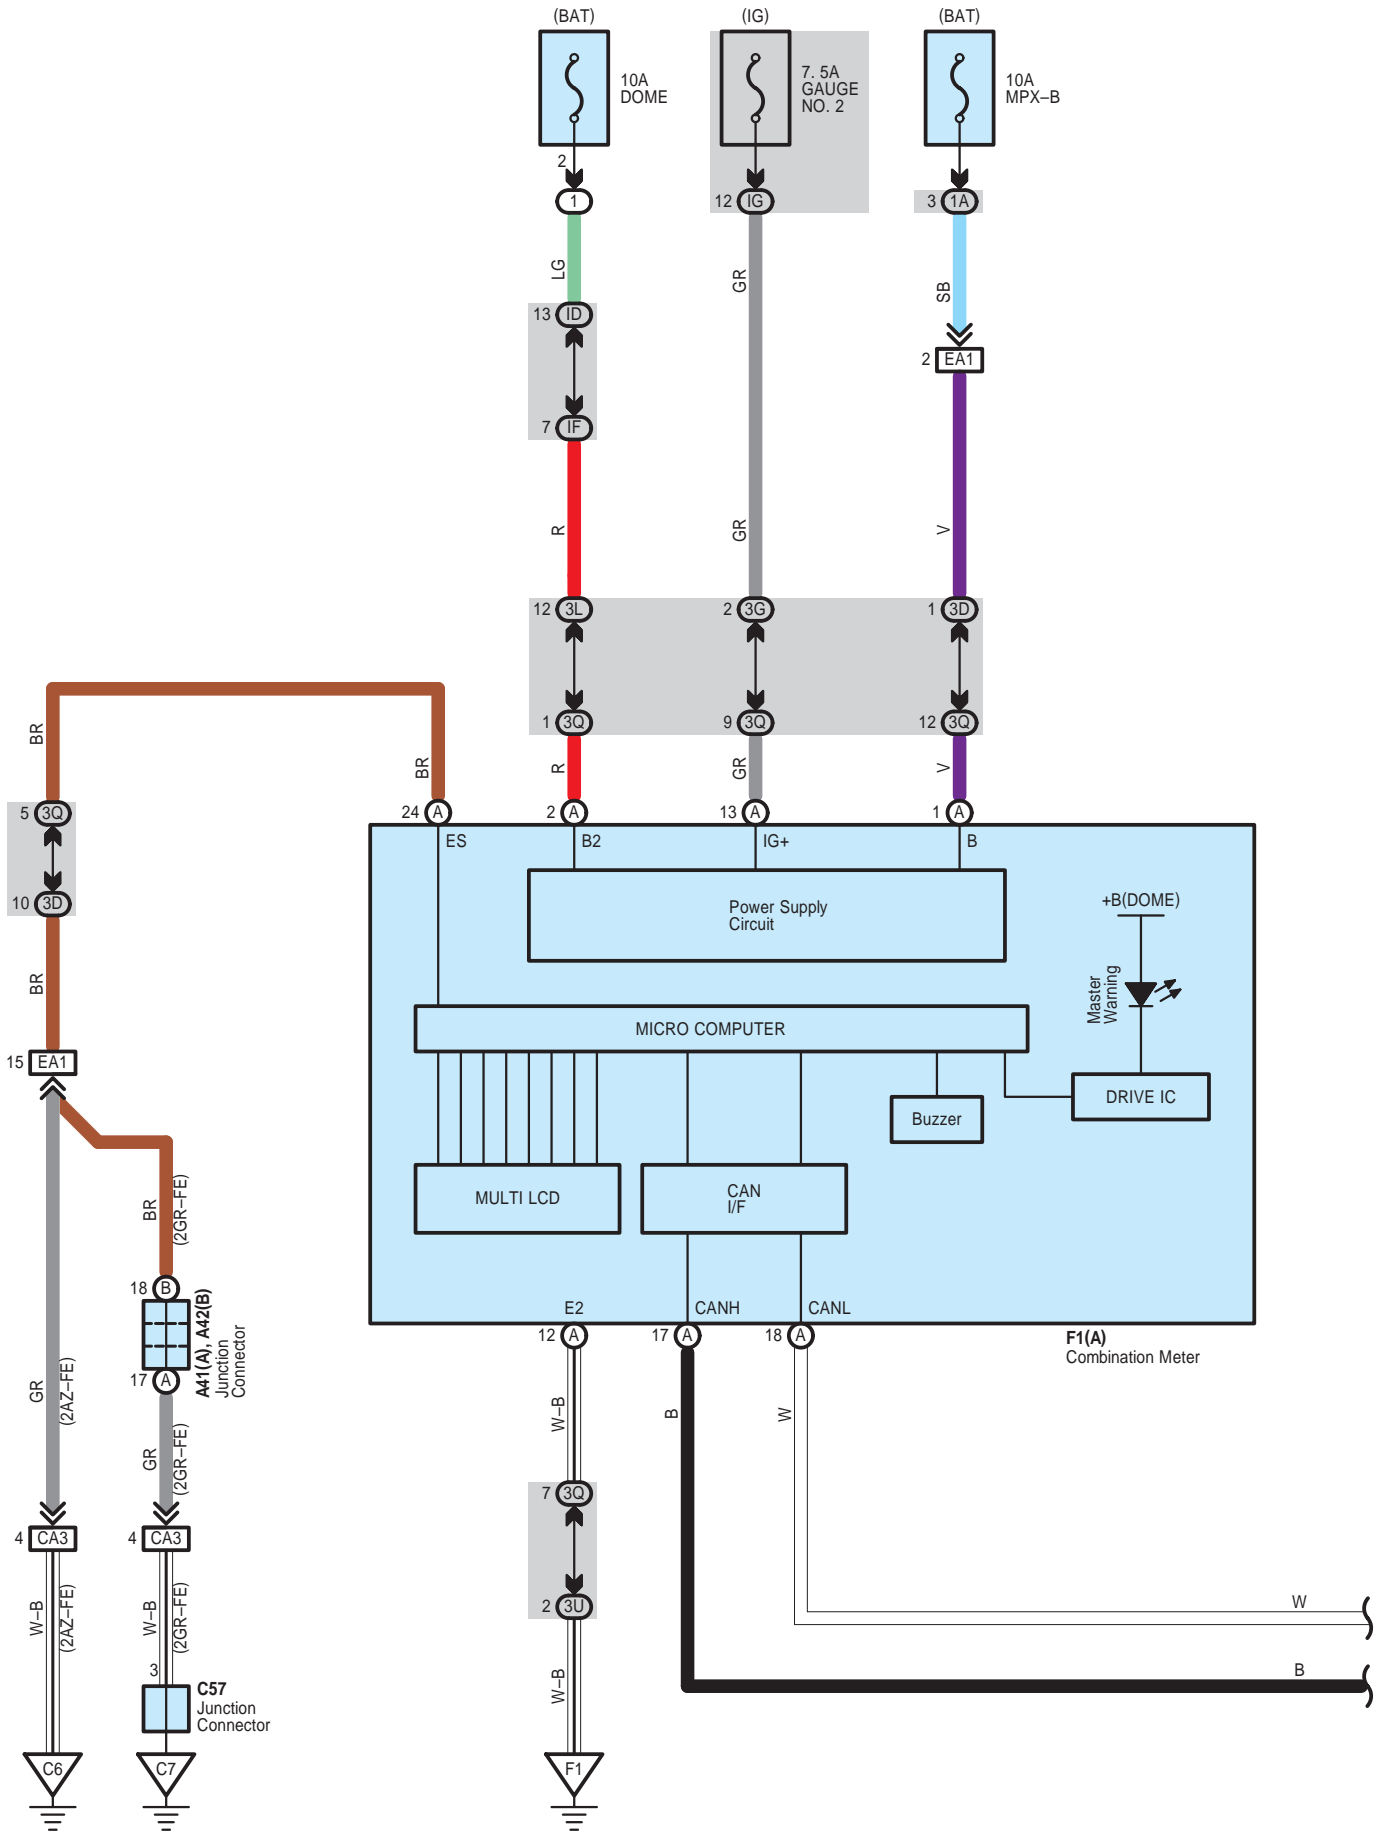 (BAT)
(IG)
(BAT)
10A
DOME
7. 5A
GAUGE
NO. 2
10A
MPX–B
2
1
12 IG
3 1A
LG
GR
SB
13 ID
2 EA1
7 IF
R
GR
V
12 3L
2 3G
1 3D
1 3Q
9 3Q
12 3Q
BR
BR
R
GR
V
5 3Q
24 A
2 A
13 A
1 A
ES
B2
IG+
B
10 3D
Power Supply
Circuit
+B(DOME)
BR
Master
Warning
MICRO COMPUTER
15 EA1
DRIVE IC
Buzzer
MULTI LCD
CAN
I/F
BR
(2GR–FE)
18 B
E2
CANH
CANL
12 A
17 A
18 A
F1(A)
Combination Meter
A41(A), A42(B)
Junction
Connector
17 A
GR
(2AZ–FE)
W–B
B
W
GR
(2GR–FE)
7 3Q
4 CA3
4 CA3
W–B
(2AZ–FE)
W–B
(2GR–FE)
2 3U
W
3
C57
Junction
Connector
W–B
B
C6
C7
F1